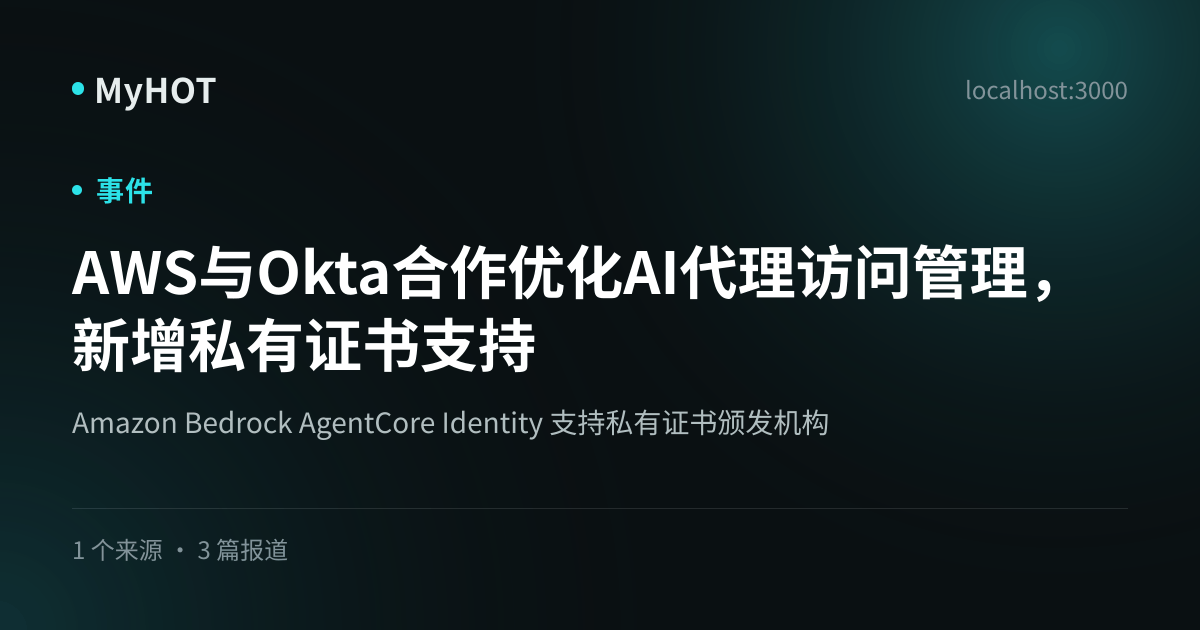 MyHOT
localhost:3000
事件
AWS与Okta合作优化AI代理访问管理，
新增私有证书支持
Amazon Bedrock AgentCore Identity 支持私有证书颁发机构
1 个来源 · 3 篇报道